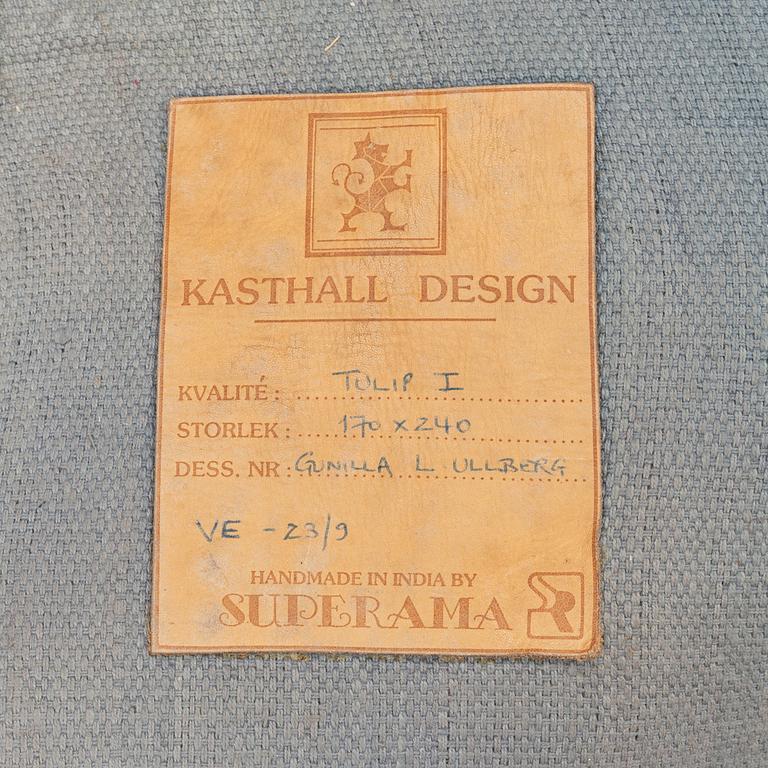 KASTHALL DESIGN
KVALITÉ: TULIP I
STORLEK: 170 x 240
DESS. NR: GUNILLA L ULLBERG
VE - 23/9
HANDMADE IN INDIA BY
SUPERAMA SR